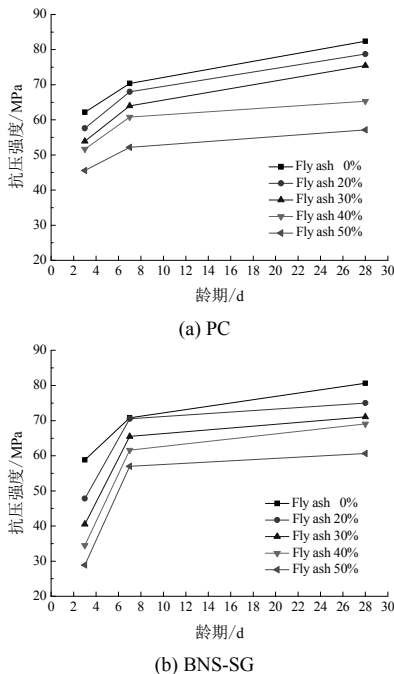 90
80
70
60
50
40
30
20
抗压强度/MPa
Fly ash 0%
Fly ash 20%
Fly ash 30%
Fly ash 40%
Fly ash 50%
0 2 4 6 8 10 12 14 16 18 20 22 24 26 28 30
龄期/d
(a) PC
90
80
70
60
50
40
30
20
抗压强度/MPa
Fly ash 0%
Fly ash 20%
Fly ash 30%
Fly ash 40%
Fly ash 50%
0 2 4 6 8 10 12 14 16 18 20 22 24 26 28 30
龄期/d
(b) BNS-SG